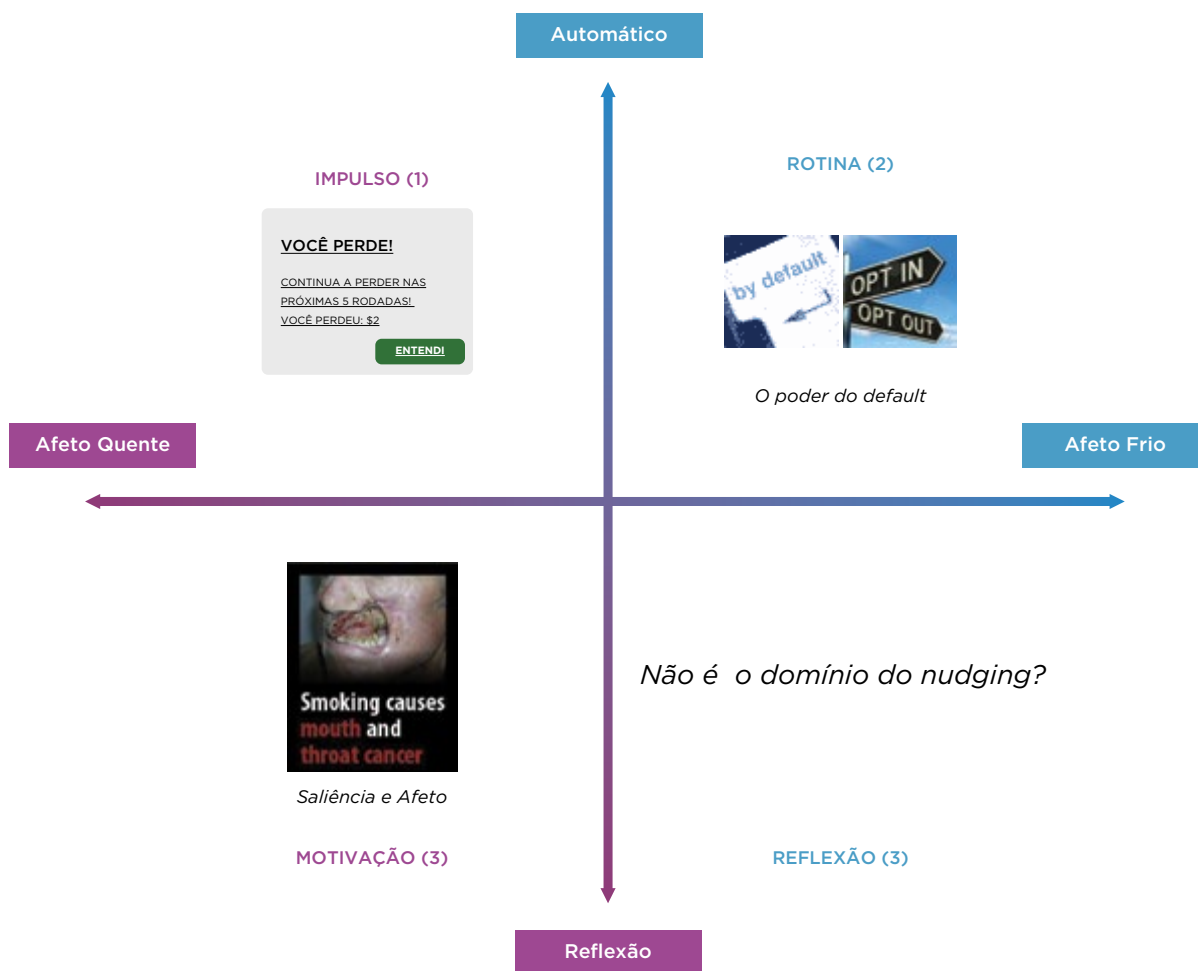 Automático
IMPULSO (1)
ROTINA (2)
VOCÊ PERDE!
CONTINUA A PERDER NAS
PRÓXIMAS 5 RODADAS!
VOCÊ PERDEU: $2
ENTENDI
by default
OPT IN
OPT OUT
O poder do default
Afeto Quente
Afeto Frio
Smoking causes
mouth and
throat cancer
Não é o domínio do nudging?
Saliência e Afeto
MOTIVAÇÃO (3)
REFLEXÃO (3)
Reflexão